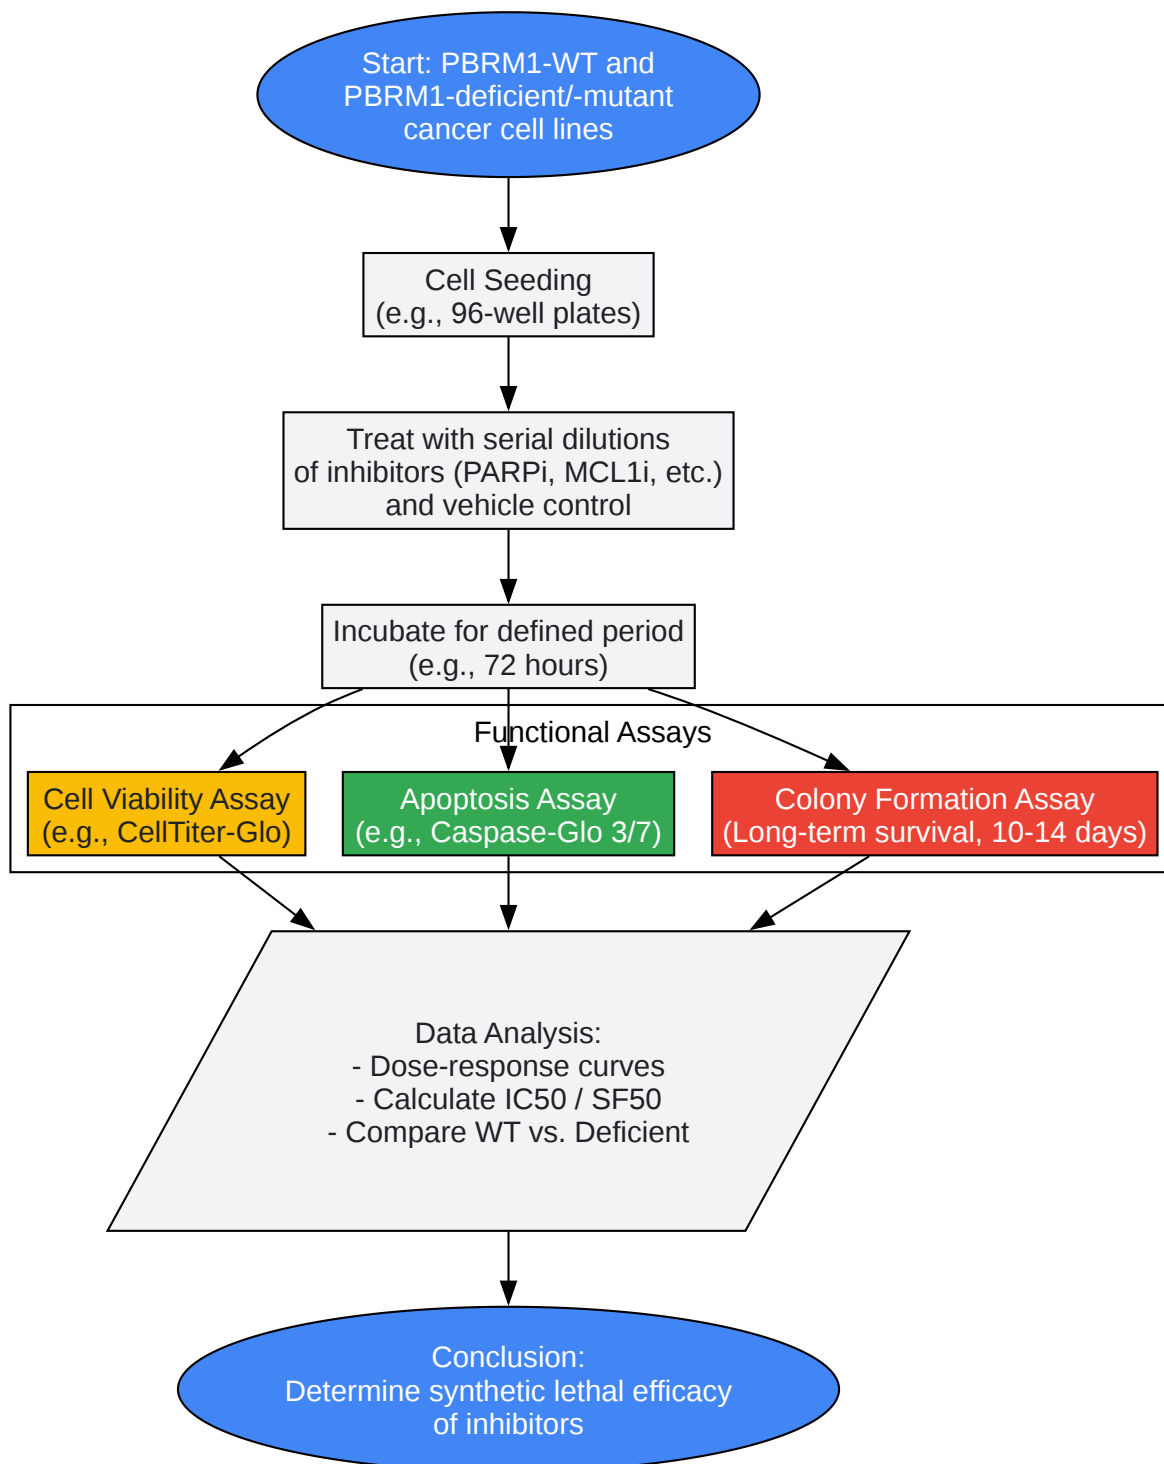 Start: PBRM1-WT and
PBRM1-deficient/-mutant
cancer cell lines
Cell Seeding
(e.g., 96-well plates)
Treat with serial dilutions
of inhibitors (PARPi, MCL1i, etc.)
and vehicle control
Incubate for defined period
(e.g., 72 hours)
Functional Assays
Cell Viability Assay
(e.g., CellTiter-Glo)
Apoptosis Assay
(e.g., Caspase-Glo 3/7)
Colony Formation Assay
(Long-term survival, 10-14 days)
Data Analysis:
- Dose-response curves
- Calculate IC50 / SF50
- Compare WT vs. Deficient
Conclusion:
Determine synthetic lethal efficacy
of inhibitors